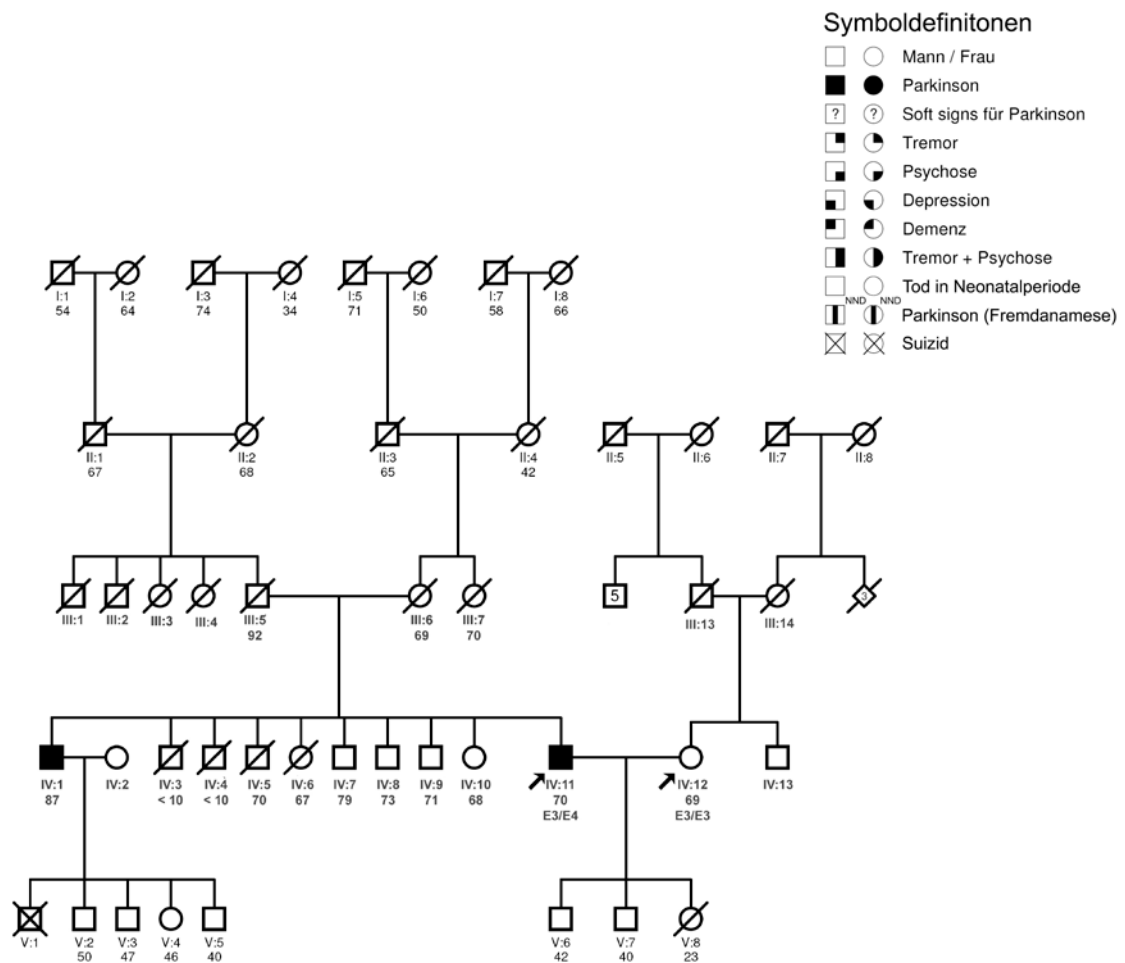 Symboldefinitonen
Mann / Frau
Parkinson
? ? Soft signs für Parkinson
Tremor
Psychose
Depression
Demenz
Tremor + Psychose
Tod in Neonatalperiode
NND NND
Parkinson (Fremdanamese)
Suizid
I:1 I:2 I:3 I:4 I:5 I:6 I:7 I:8
54 64 74 34 71 50 58 66
II:1 II:2 II:3 II:4 II:5 II:6 II:7 II:8
67 68 65 42
5 3
III:1 III:2 III:3 III:4 III:5 III:6 III:7 III:13 III:14
92 69 70
IV:1 IV:2 IV:3 IV:4 IV:5 IV:6 IV:7 IV:8 IV:9 IV:10 IV:11 IV:12 IV:13
87 < 10 < 10 70 67 79 73 71 68 70 69
E3/E4 E3/E3
V:1 V:2 V:3 V:4 V:5 V:6 V:7 V:8
50 47 46 40 42 40 23